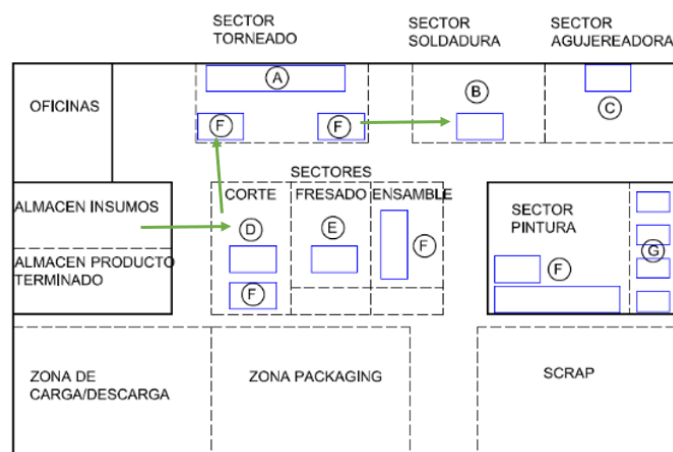 SECTOR
TORNEADO
SECTOR
SOLDADURA
SECTOR
AGUJEREADORA
A
B
C
OFICINAS
F
F
SECTORES
CORTE
FRESADO
ENSAMBLE
ALMACEN INSUMOS
D
E
F
SECTOR
PINTURA
G
ALMACEN PRODUCTO
TERMINADO
F
F
ZONA DE
CARGA/DESCARGA
ZONA PACKAGING
SCRAP